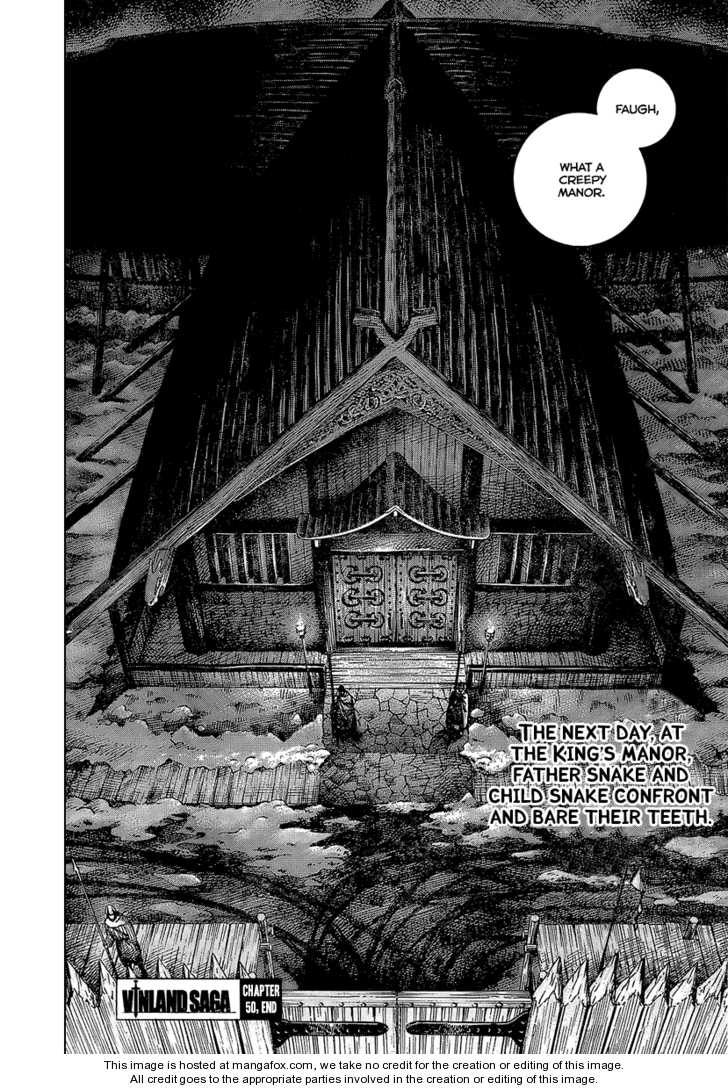 FAUGH,
WHAT A
CREEPY
MANOR.
THE NEXT DAY, AT
THE KING'S MANOR,
FATHER SNAKE AND
CHILD SNAKE CONFRONT
AND BARE THEIR TEETH.
VINLAND SAGA
CHAPTER
50, END
This image is hosted at mangafox.com, we take no credit for the creation or editing of this image.
All credit goes to the appropriate parties involved in the creation or editing of this image.